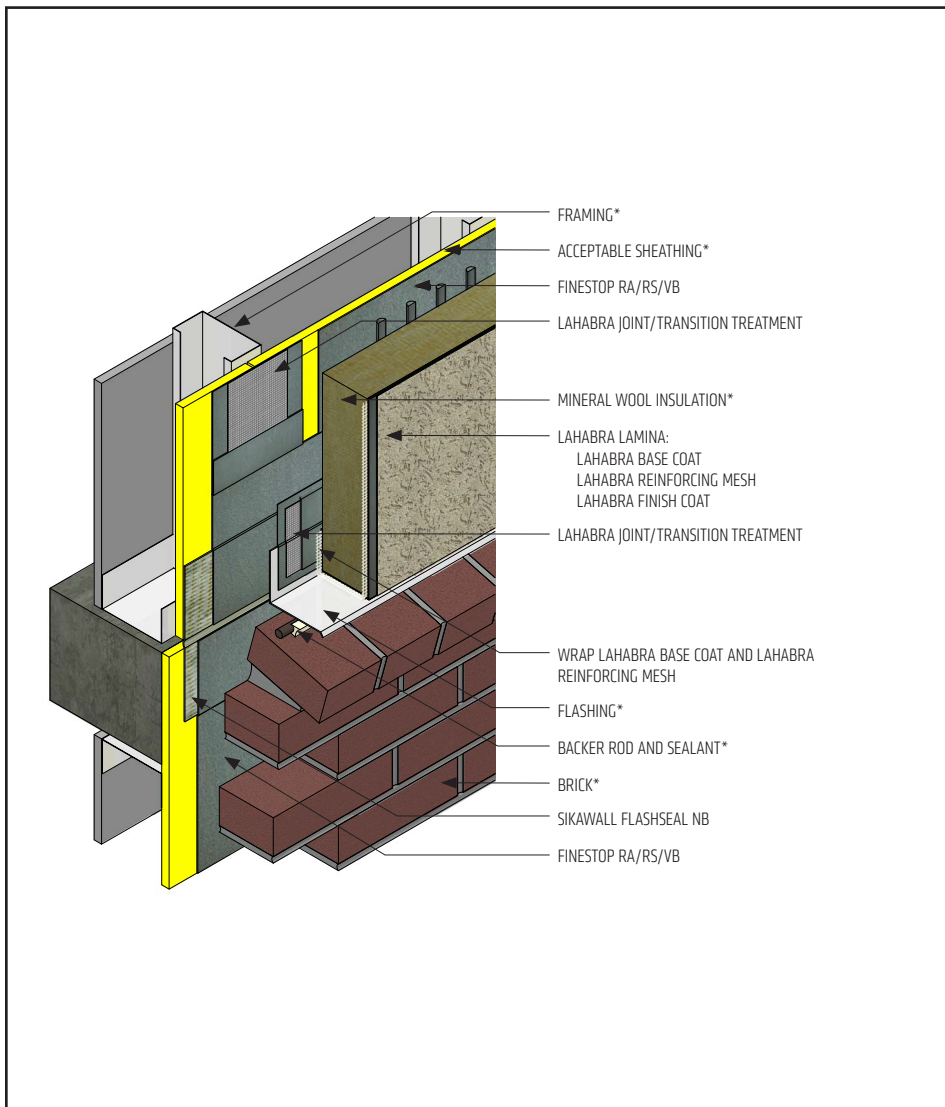 FRAMING*
ACCEPTABLE SHEATHING*
FINESTOP RA/RS/VB
LAHABRA JOINT/TRANSITION TREATMENT
MINERAL WOOL INSULATION*
LAHABRA LAMINA:
LAHABRA BASE COAT
LAHABRA REINFORCING MESH
LAHABRA FINISH COAT
LAHABRA JOINT/TRANSITION TREATMENT
WRAP LAHABRA BASE COAT AND LAHABRA
REINFORCING MESH
FLASHING*
BACKER ROD AND SEALANT*
BRICK*
SIKAWALL FLASHSEAL NB
FINESTOP RA/RS/VB